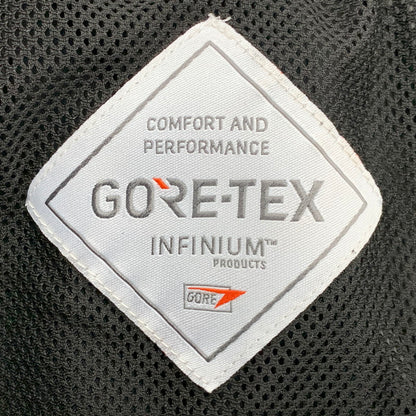 COMFORT AND
PERFORMANCE
GORE-TEX
INFINIUM™
PRODUCTS
GORE